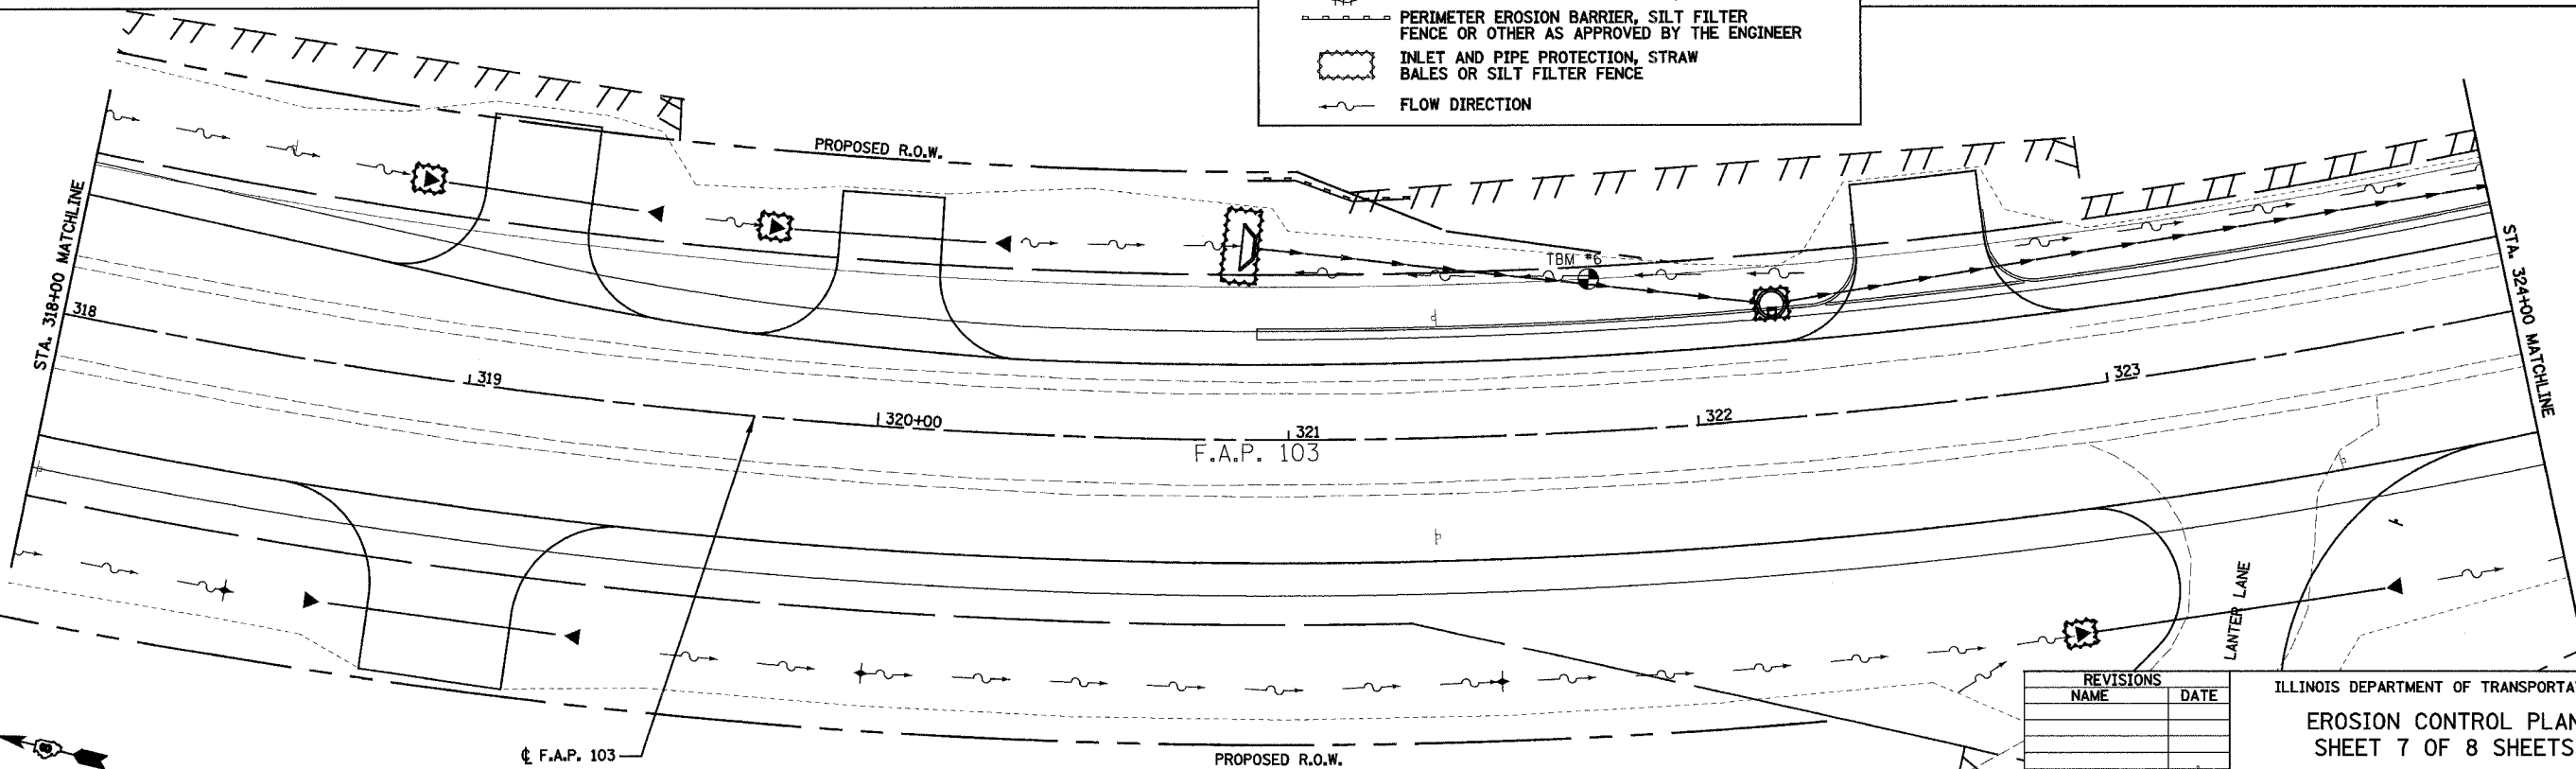 PERIMETER EROSION BARRIER, SILT FILTER
FENCE OR OTHER AS APPROVED BY THE ENGINEER
INLET AND PIPE PROTECTION, STRAW
BALES OR SILT FILTER FENCE
FLOW DIRECTION
PROPOSED R.O.W.
STA. 318+00 MATCHLINE
STA. 324+00 MATCHLINE
TBM #6
318
319
320+00
321
322
323
F.A.P. 103
LANTER LANE
℄ F.A.P. 103
PROPOSED R.O.W.
REVISIONS
NAME DATE
ILLINOIS DEPARTMENT OF TRANSPORTA
EROSION CONTROL PLAN
SHEET 7 OF 8 SHEETS